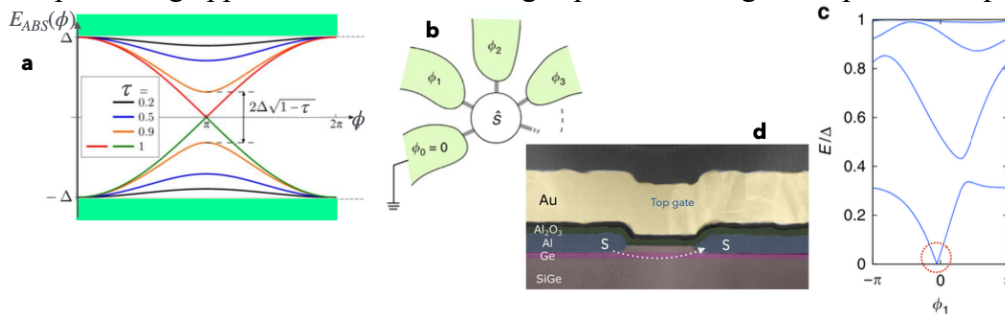 E_ABS(ϕ)
Δ
a
τ =
0.2
0.5
0.9
1
2Δ√1 − τ
π
ϕ
2π
− Δ
b
ϕ₁
ϕ₂
ϕ₃
Ŝ
ϕ₀ = 0
d
Au
Top gate
Al₂O₃
Al
S
S
Ge
SiGe
c
E/Δ
1
0.8
0.6
0.4
0.2
0
−π
0
ϕ₁